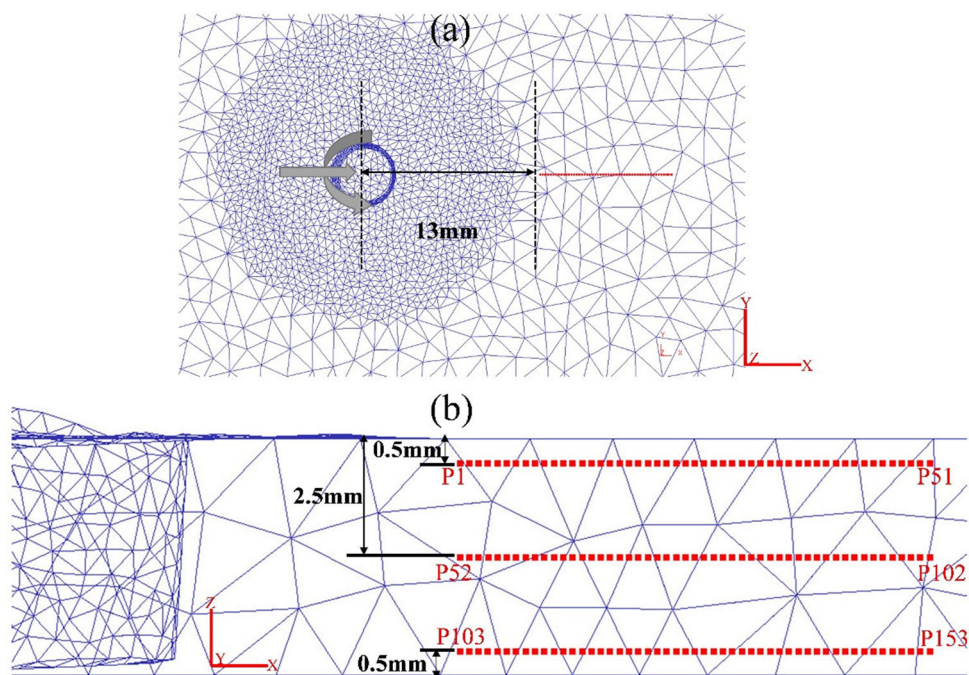 (a)
13mm
Y
Z X
Y
Z X
(b)
0.5mm
P1 P51
2.5mm
P52 P102
Z
Y X
P103 P153
0.5mm